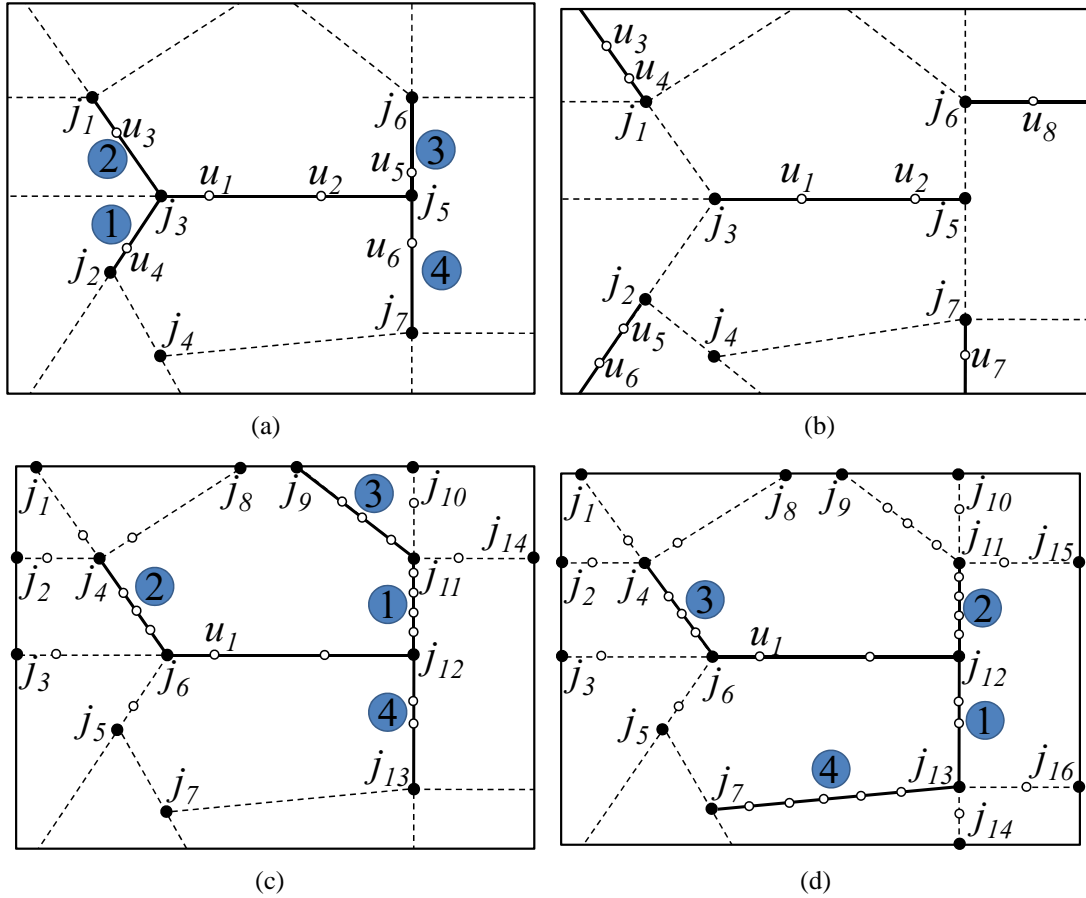 j1 u3 j6
2 u5 3
1 u1 u2 j5
j3 u6
j2 u4 4
j4 j7
(a)
u3
u4
j1 j6 u8
u1 u2
j3 j5
j2 u5 j4 j7
u6 u7
(b)
j1 j8 j9 3 j10
j14
j2 j4 2 j11
1
u1
j3 j6 j12
j5 4
j7 j13
(c)
j1 j8 j9 j10
j11 j15
j2 j4 3 2
u1
j3 j6 j12
j5 1
j7 4 j13 j16
j14
(d)